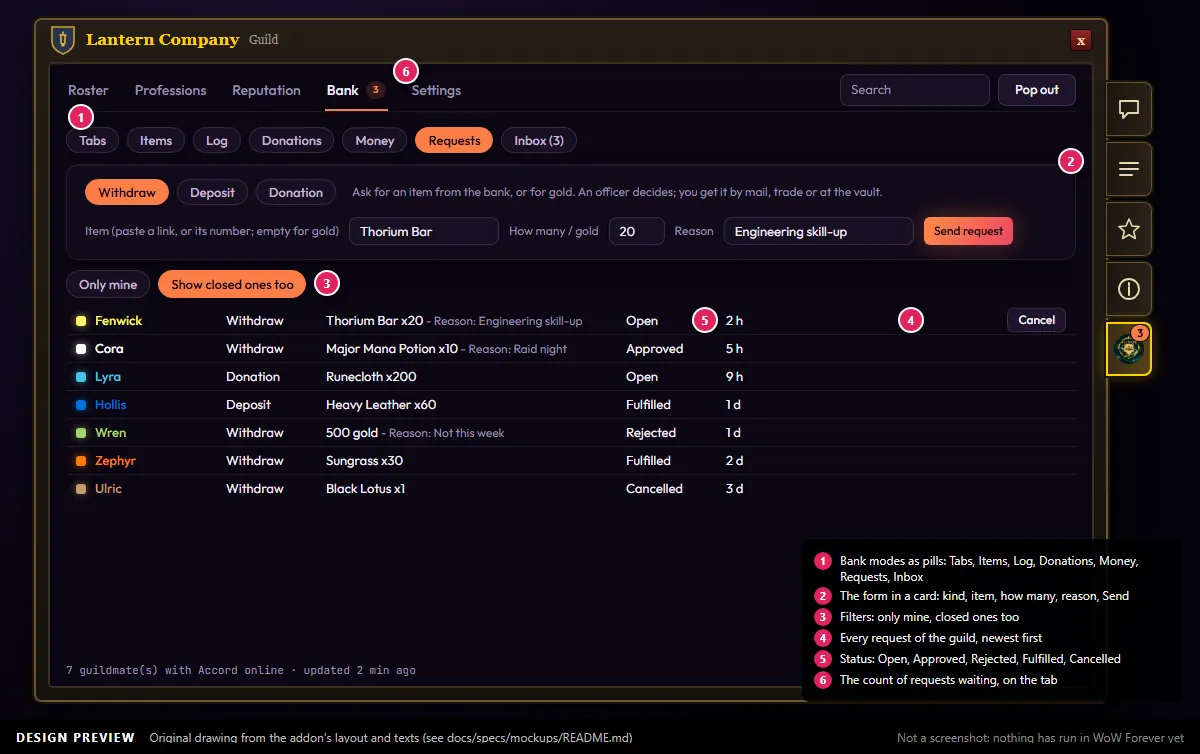 Lantern Company Guild
x
6
Roster Professions Reputation Bank 3 Settings Search Pop out
1
Tabs Items Log Donations Money Requests Inbox (3)
2
Withdraw Deposit Donation Ask for an item from the bank, or for gold. An officer decides; you get it by mail, trade or at the vault.
Item (paste a link, or its number; empty for gold) Thorium Bar How many / gold 20 Reason Engineering skill-up Send request
Only mine Show closed ones too 3
Fenwick Withdraw Thorium Bar x20 - Reason: Engineering skill-up Open 5 2 h 4 Cancel
3
Cora Withdraw Major Mana Potion x10 - Reason: Raid night Approved 5 h
Lyra Donation Runecloth x200 Open 9 h
Hollis Deposit Heavy Leather x60 Fulfilled 1 d
Wren Withdraw 500 gold - Reason: Not this week Rejected 1 d
Zephyr Withdraw Sungrass x30 Fulfilled 2 d
Ulric Withdraw Black Lotus x1 Cancelled 3 d
1 Bank modes as pills: Tabs, Items, Log, Donations, Money,
Requests, Inbox
2 The form in a card: kind, item, how many, reason, Send
3 Filters: only mine, closed ones too
4 Every request of the guild, newest first
5 Status: Open, Approved, Rejected, Fulfilled, Cancelled
6 The count of requests waiting, on the tab
7 guildmate(s) with Accord online · updated 2 min ago
DESIGN PREVIEW Original drawing from the addon's layout and texts (see docs/specs/mockups/README.md) Not a screenshot: nothing has run in WoW Forever yet